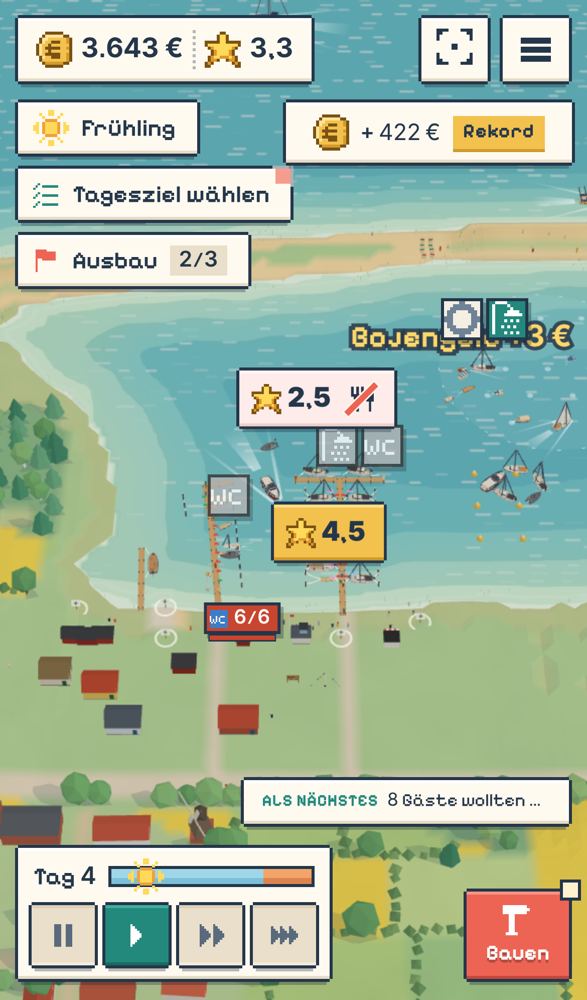 3.643 € 3,3
Frühling
+ 422 € Rekord
Tagesziel wählen
Ausbau 2/3
3 €
2,5
WC
WC
4,5
WC 6/6
ALS NÄCHSTES 8 Gäste wollten ...
Tag 4
Bauen